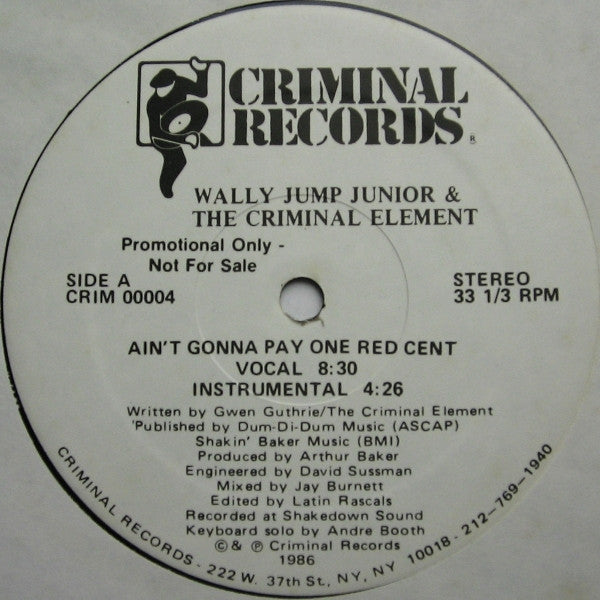 CRIMINAL
RECORDS®
WALLY JUMP JUNIOR &
THE CRIMINAL ELEMENT
Promotional Only -
Not For Sale
SIDE A
CRIM 00004
STEREO
33 1/3 RPM
AIN'T GONNA PAY ONE RED CENT
VOCAL 8:30
INSTRUMENTAL 4:26
Written by Gwen Guthrie/The Criminal Element
'Published by Dum-Di-Dum Music (ASCAP)
Shakin' Baker Music (BMI)
Produced by Arthur Baker
Engineered by David Sussman
Mixed by Jay Burnett
Edited by Latin Rascals
Recorded at Shakedown Sound
Keyboard solo by Andre Booth
©& ℗ Criminal Records
1986
CRIMINAL RECORDS - 222 W. 37th St., NY, NY 10018 - 212-769-1940